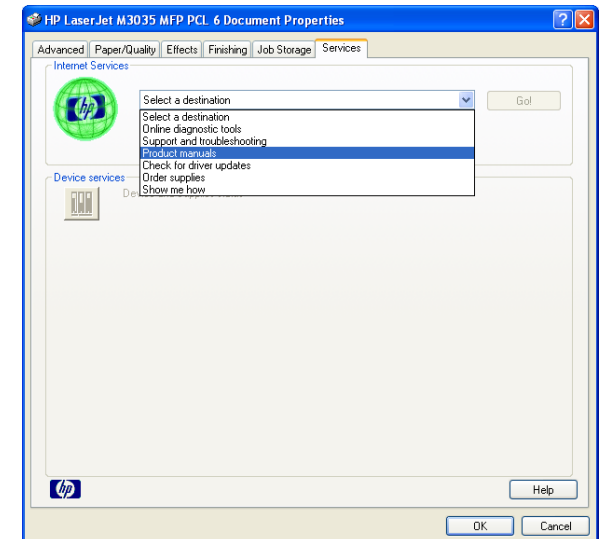 HP LaserJet M3035 MFP PCL 6 Document Properties
Advanced Paper/Quality Effects Finishing Job Storage Services
Internet Services
hp
Select a destination
Go!
Select a destination
Online diagnostic tools
Support and troubleshooting
Product manuals
Check for driver updates
Order supplies
Show me how
Device services
hp
Help
OK Cancel